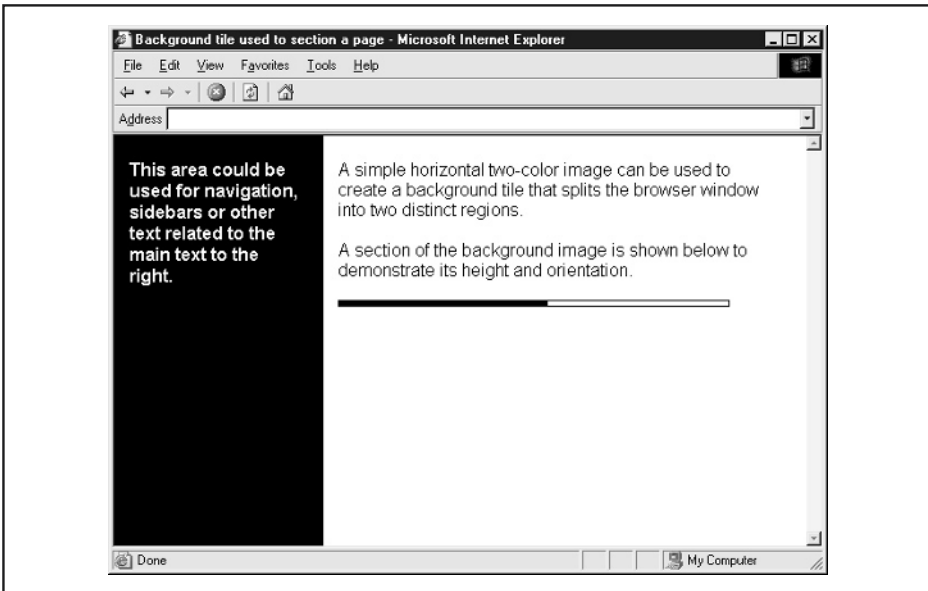 Background tile used to section a page - Microsoft Internet Explorer
File Edit View Favorites Tools Help
Address
This area could be
used for navigation,
sidebars or other
text related to the
main text to the
right.
A simple horizontal two-color image can be used to
create a background tile that splits the browser window
into two distinct regions.
A section of the background image is shown below to
demonstrate its height and orientation.
Done
My Computer